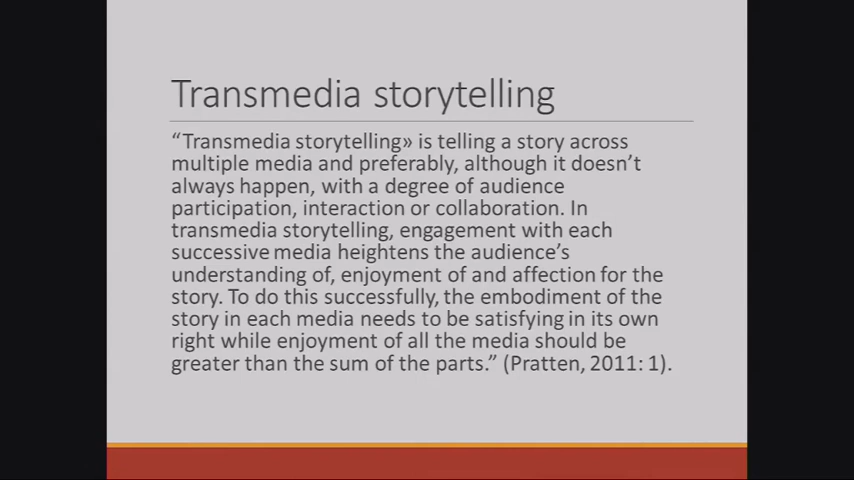 Transmedia storytelling
“Transmedia storytelling» is telling a story across
multiple media and preferably, although it doesn’t
always happen, with a degree of audience
participation, interaction or collaboration. In
transmedia storytelling, engagement with each
successive media heightens the audience’s
understanding of, enjoyment of and affection for the
story. To do this successfully, the embodiment of the
story in each media needs to be satisfying in its own
right while enjoyment of all the media should be
greater than the sum of the parts.” (Pratten, 2011: 1).